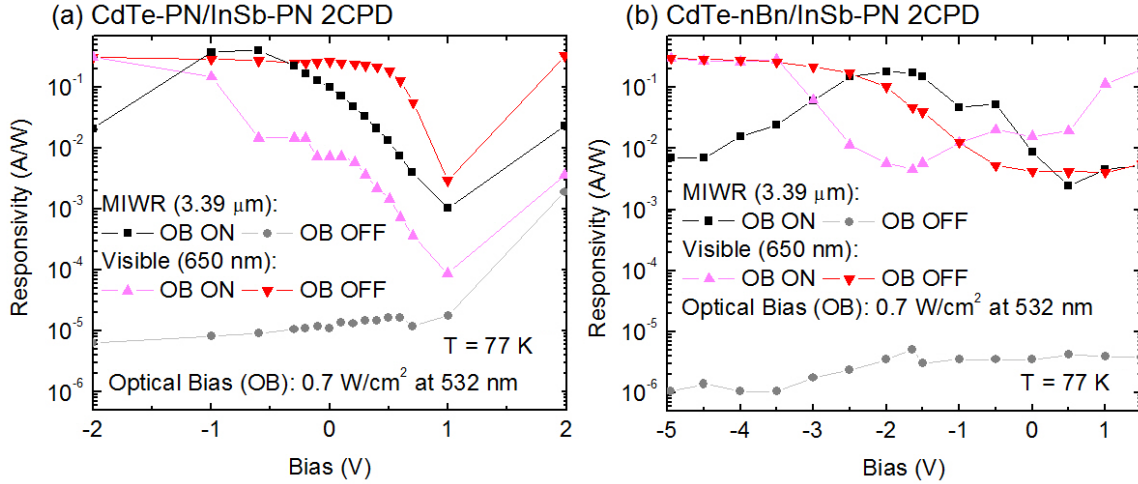 (a) CdTe-PN/InSb-PN 2CPD
Responsivity (A/W)
10⁻¹
10⁻²
10⁻³
10⁻⁴
10⁻⁵
10⁻⁶
MIWR (3.39 µm):
OB ON OB OFF
Visible (650 nm):
OB ON OB OFF
T = 77 K
Optical Bias (OB): 0.7 W/cm² at 532 nm
-2 -1 0 1 2
Bias (V)
(b) CdTe-nBn/InSb-PN 2CPD
Responsivity (A/W)
10⁻¹
10⁻²
10⁻³
10⁻⁴
10⁻⁵
10⁻⁶
MIWR (3.39 µm):
OB ON OB OFF
Visible (650 nm):
OB ON OB OFF
Optical Bias (OB): 0.7 W/cm² at 532 nm
T = 77 K
-5 -4 -3 -2 -1 0 1
Bias (V)